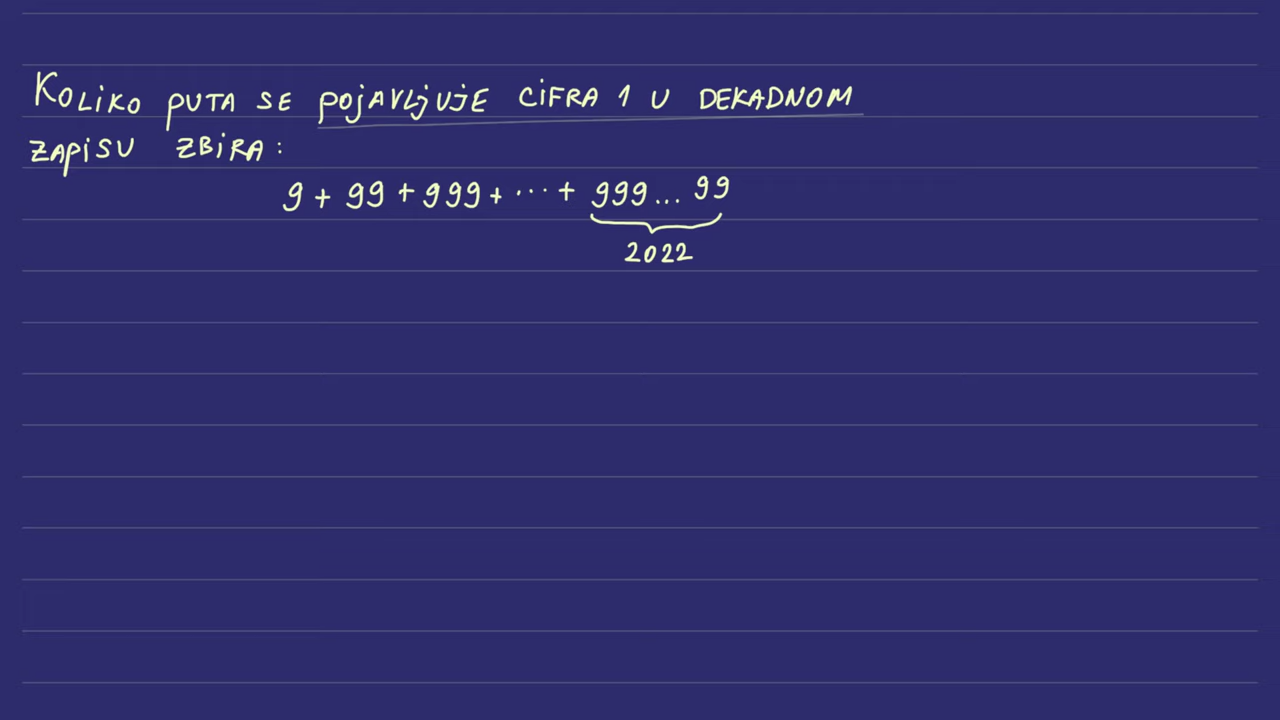 KOLIKO PUTA SE POJAVLJUJE CIFRA 1 U DEKADNOM
ZAPISU ZBIRA:
9 + 99 + 999 + ... + 999...99
2022